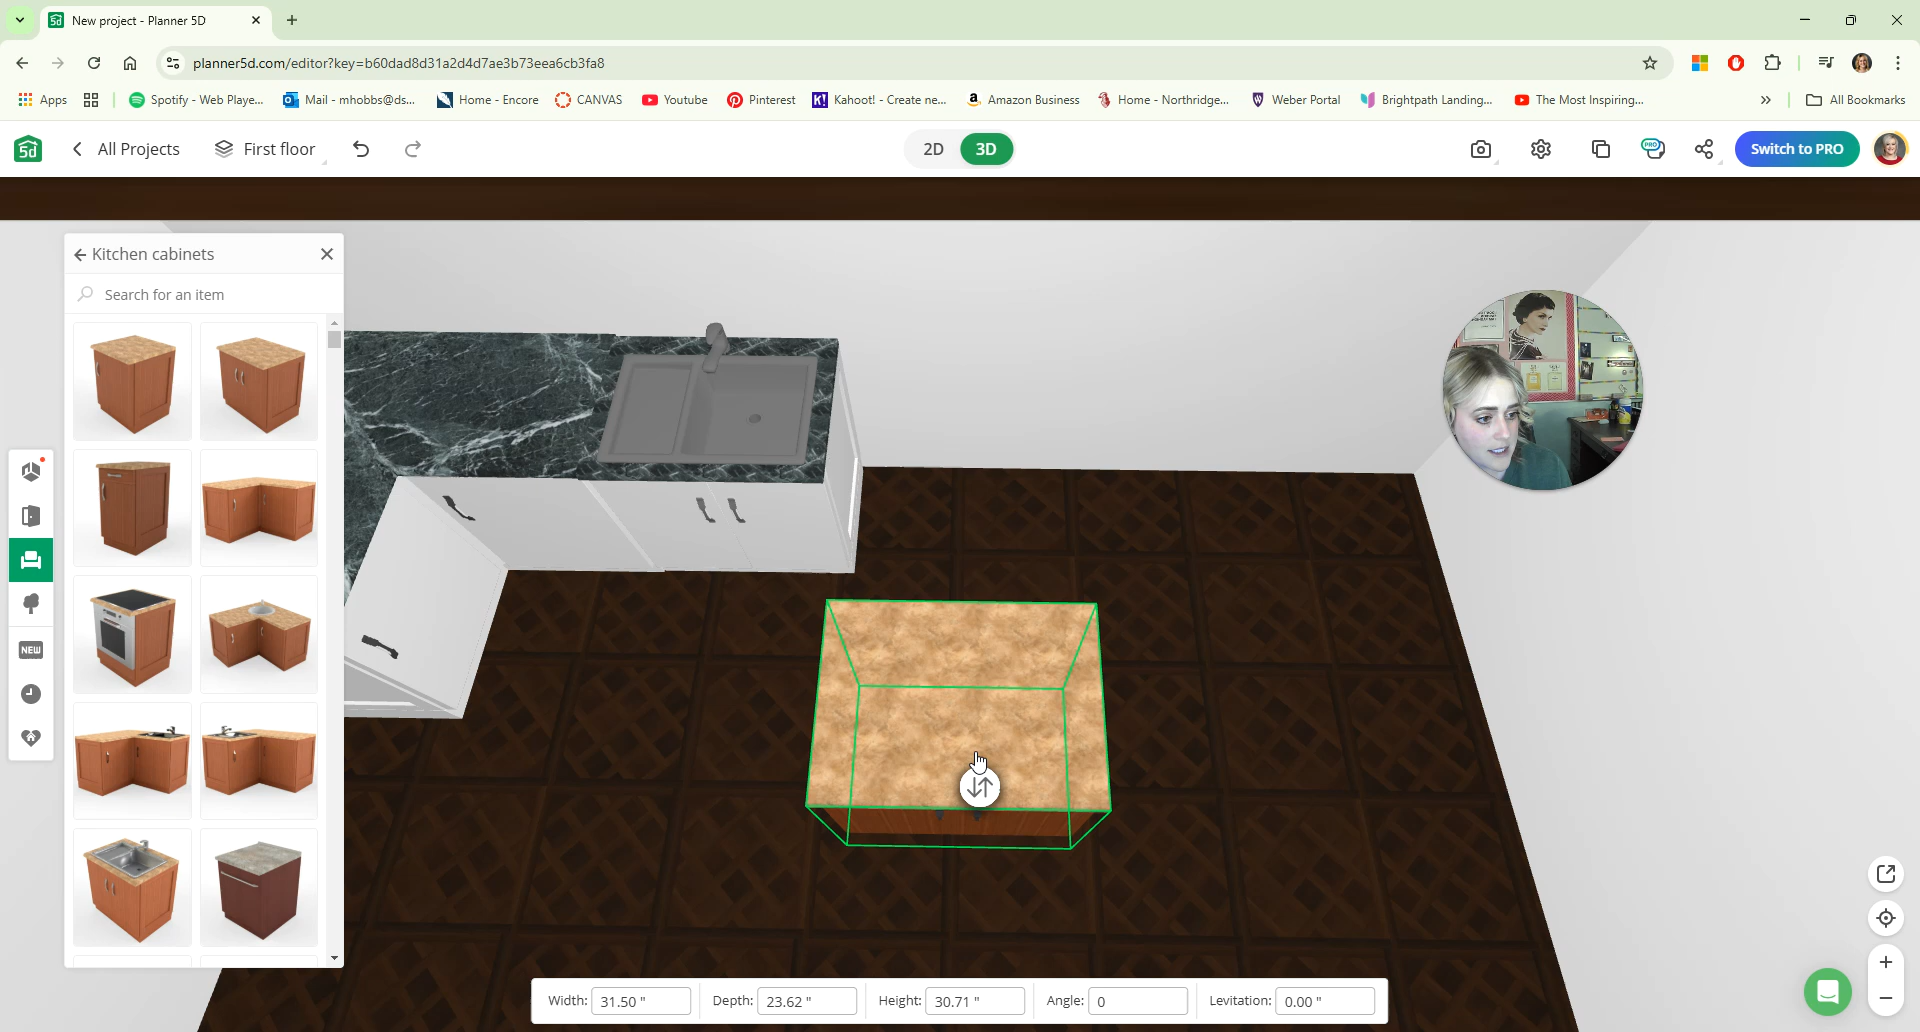 New project - Planner 5D
planner5d.com/editor?key=b60dad8d31a2d4d7ae3b73eea6cb3fa8
Apps
Spotify - Web Playe...
Mail - mhobbs@ds...
Home - Encore
CANVAS
Youtube
Pinterest
Kahoot! - Create ne...
Amazon Business
Home - Northridge...
Weber Portal
Brightpath Landing...
The Most Inspiring...
All Bookmarks
5d
All Projects
First floor
2D
3D
PRO
Switch to PRO
Kitchen cabinets
Search for an item
NEW
Width: 31.50 "
Depth: 23.62 "
Height: 30.71 "
Angle: 0
Levitation: 0.00 "